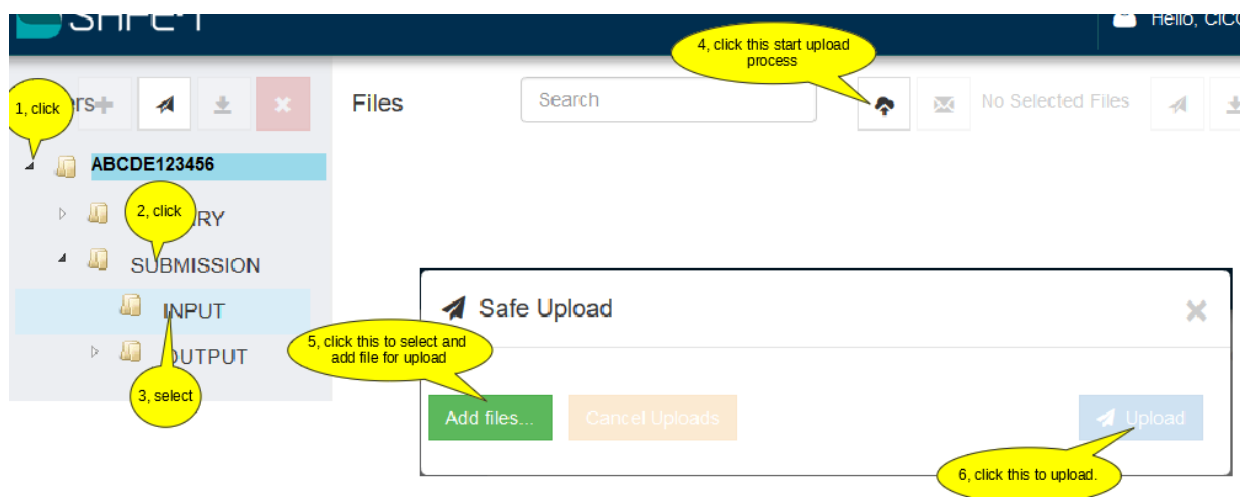 Hello, CICC
4, click this start upload
process
1, click
Files
Search
No Selected Files
ABCDE123456
2, click
SUBMISSION
INPUT
Safe Upload
5, click this to select and
add file for upload
OUTPUT
3, select
Add files...
Cancel Uploads
Upload
6, click this to upload.